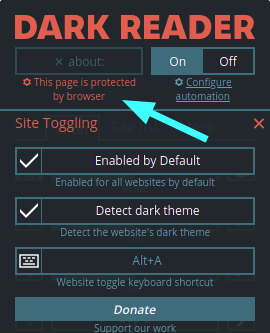 DARK READER
× about: On Off
This page is protected by browser
Configure automation
Site Toggling ×
Enabled by Default
Enabled for all websites by default
Detect dark theme
Detect the website's dark theme
Alt+A
Website toggle keyboard shortcut
Donate
Support our work